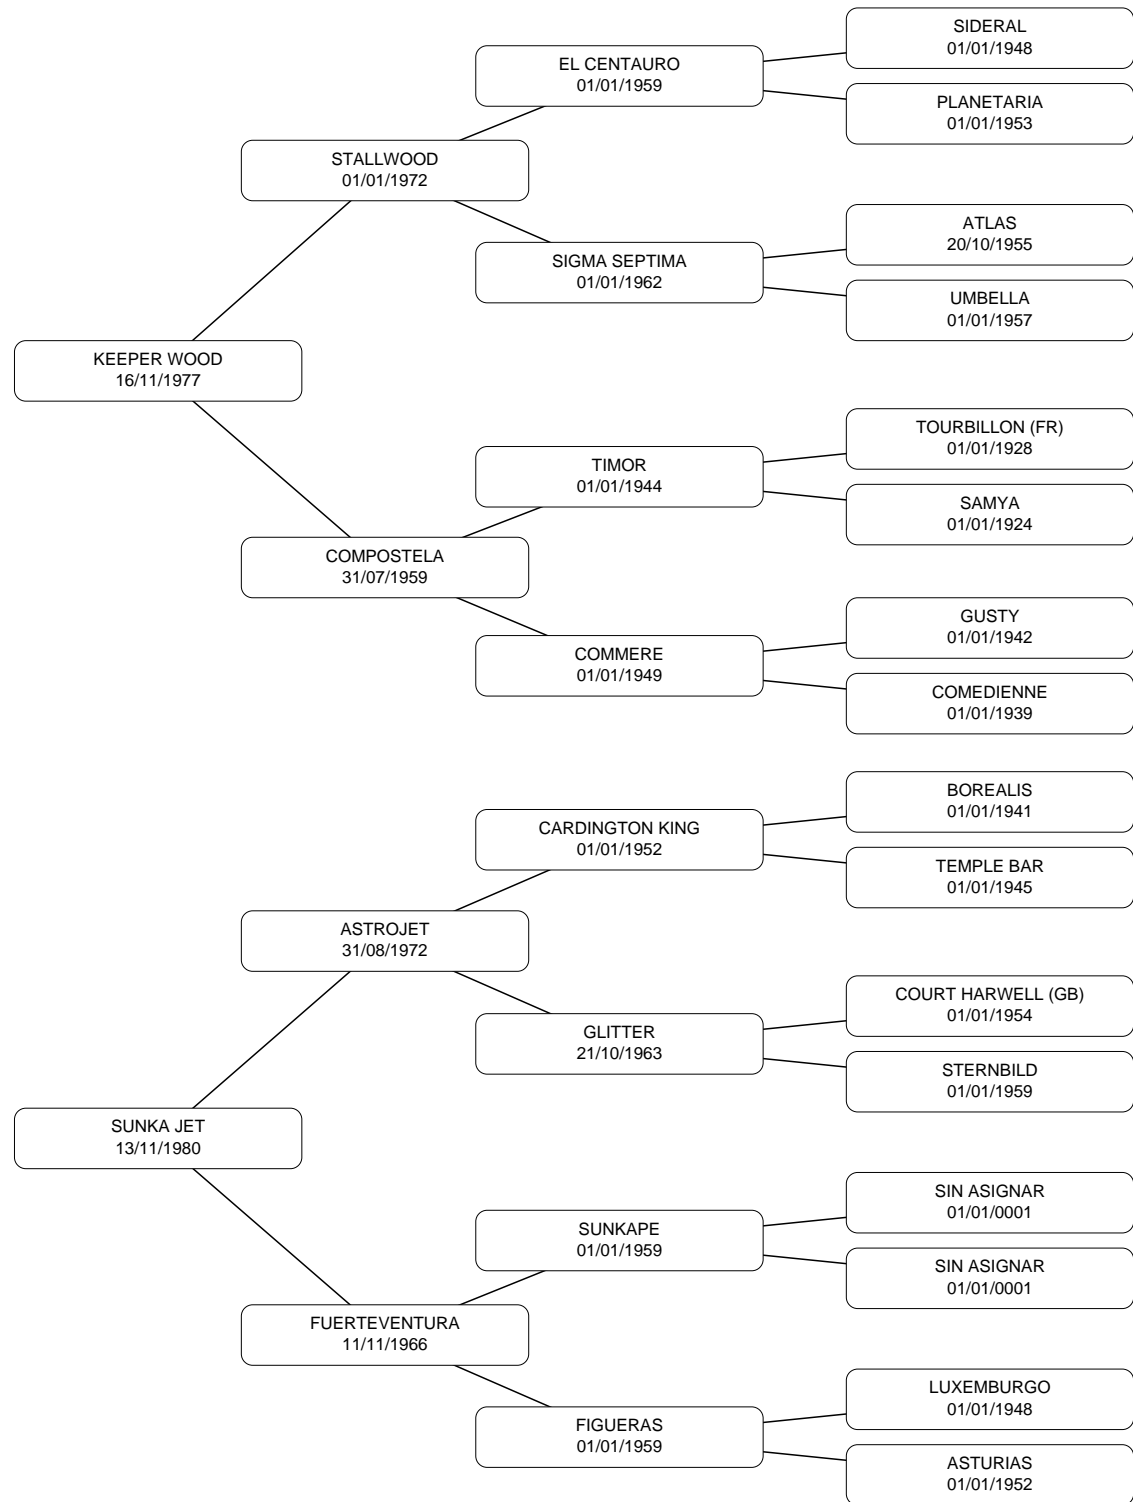 SIDERAL
01/01/1948
EL CENTAURO
01/01/1959
PLANETARIA
01/01/1953
STALLWOOD
01/01/1972
ATLAS
20/10/1955
SIGMA SEPTIMA
01/01/1962
UMBELLA
01/01/1957
KEEPER WOOD
16/11/1977
TOURBILLON (FR)
01/01/1928
TIMOR
01/01/1944
SAMYA
01/01/1924
COMPOSTELA
31/07/1959
GUSTY
01/01/1942
COMMERE
01/01/1949
COMEDIENNE
01/01/1939
BOREALIS
01/01/1941
CARDINGTON KING
01/01/1952
TEMPLE BAR
01/01/1945
ASTROJET
31/08/1972
COURT HARWELL (GB)
01/01/1954
GLITTER
21/10/1963
STERNBILD
01/01/1959
SUNKA JET
13/11/1980
SIN ASIGNAR
01/01/0001
SUNKAPE
01/01/1959
SIN ASIGNAR
01/01/0001
FUERTEVENTURA
11/11/1966
LUXEMBURGO
01/01/1948
FIGUERAS
01/01/1959
ASTURIAS
01/01/1952